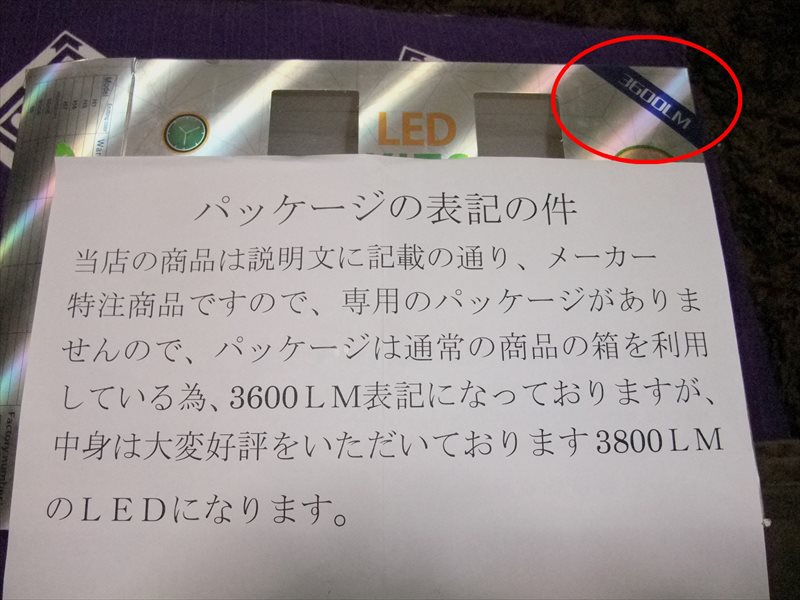 3600LM
LED
パッケージの表記の件
当店の商品は説明文に記載の通り、メーカー
特注商品ですので、専用のパッケージがありま
せんので、パッケージは通常の商品の箱を利用
している為、3600ＬＭ表記になっておりますが、
中身は大変好評をいただいております3800ＬＭ
のＬＥＤになります。
Factory number